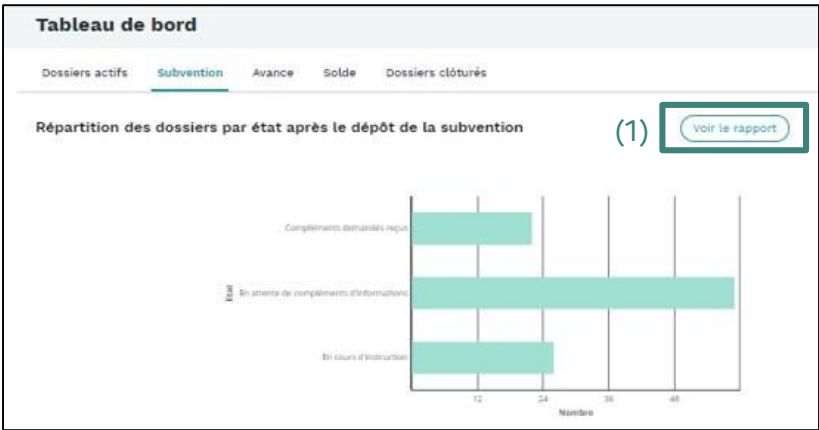 Tableau de bord
Dossiers actifs Subvention Avance Solde Dossiers clôturés
Répartition des dossiers par état après le dépôt de la subvention (1) Voir le rapport
Compléments demandés reçus
Etat
En attente de compléments d'informations
En cours d'instruction
12 24 36 48
Nombre